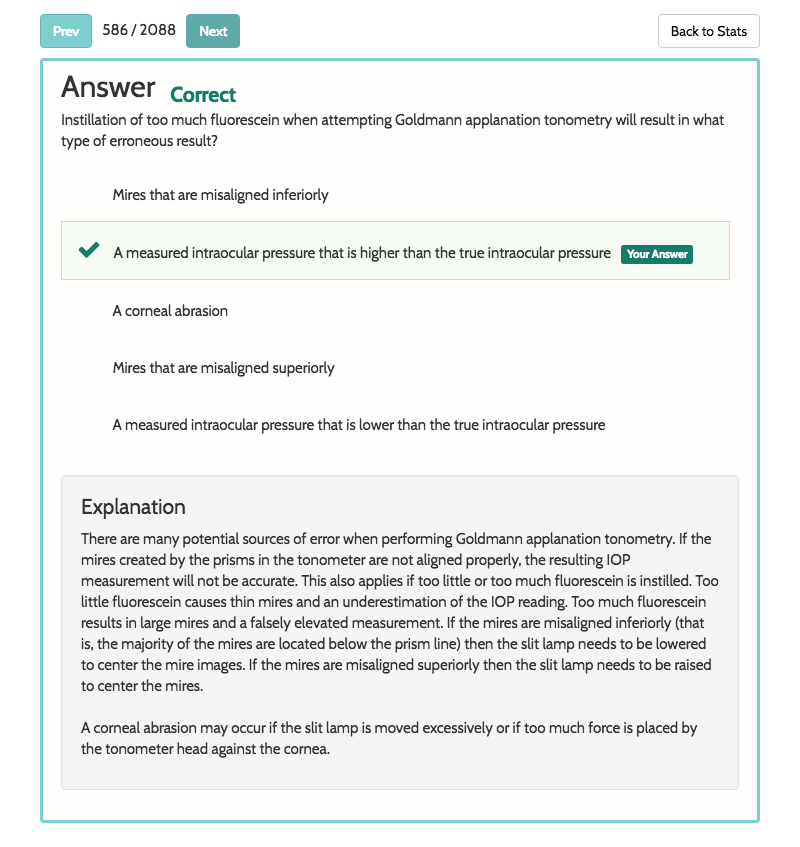 Prev 586 / 2088 Next Back to Stats
Answer Correct
Instillation of too much fluorescein when attempting Goldmann applanation tonometry will result in what
type of erroneous result?
Mires that are misaligned inferiorly
A measured intraocular pressure that is higher than the true intraocular pressure Your Answer
A corneal abrasion
Mires that are misaligned superiorly
A measured intraocular pressure that is lower than the true intraocular pressure
Explanation
There are many potential sources of error when performing Goldmann applanation tonometry. If the
mires created by the prisms in the tonometer are not aligned properly, the resulting IOP
measurement will not be accurate. This also applies if too little or too much fluorescein is instilled. Too
little fluorescein causes thin mires and an underestimation of the IOP reading. Too much fluorescein
results in large mires and a falsely elevated measurement. If the mires are misaligned inferiorly (that
is, the majority of the mires are located below the prism line) then the slit lamp needs to be lowered
to center the mire images. If the mires are misaligned superiorly then the slit lamp needs to be raised
to center the mires.
A corneal abrasion may occur if the slit lamp is moved excessively or if too much force is placed by
the tonometer head against the cornea.